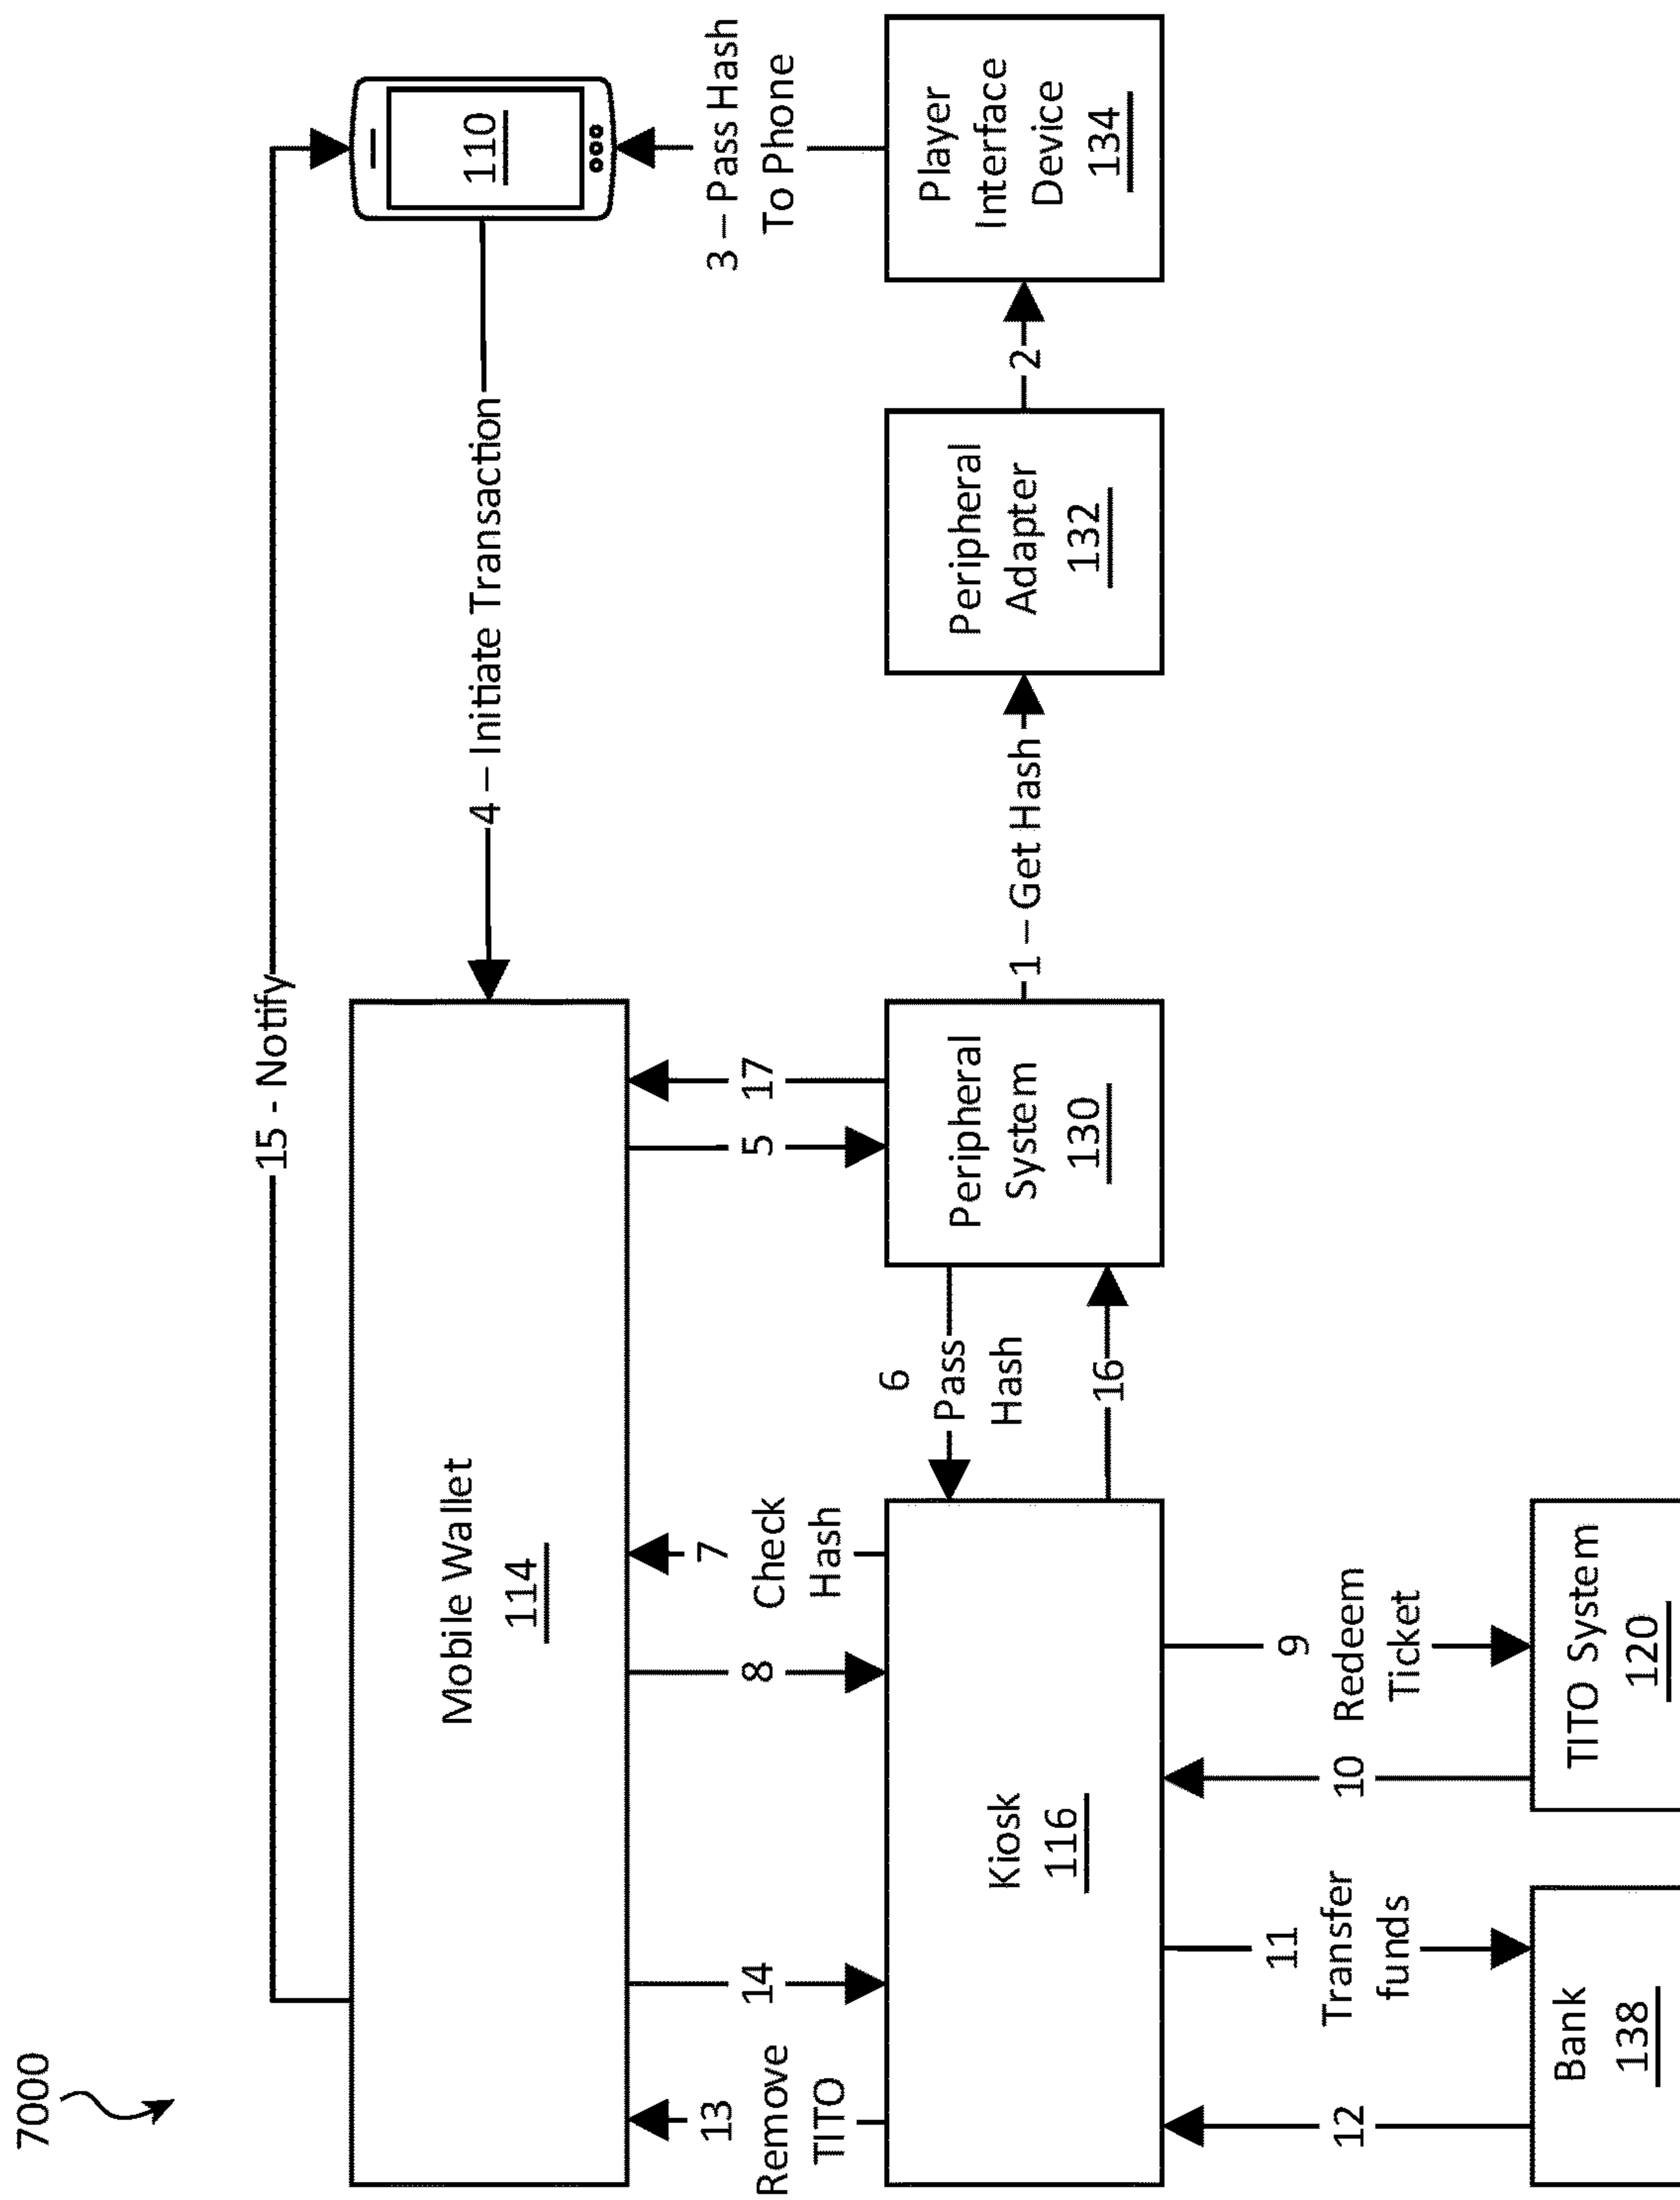 7000
15 - Notify
Mobile Wallet
114
4 – Initiate Transaction
110
13
Remove
TITO
14
8
7
Check
Hash
5
17
3 – Pass Hash
To Phone
Kiosk
116
6
Pass
Hash
16
Peripheral
System
130
1 – Get Hash
Peripheral
Adapter
132
2
Player
Interface
Device
134
12
11
Transfer
funds
10
9
Redeem
Ticket
Bank
138
TITO System
120